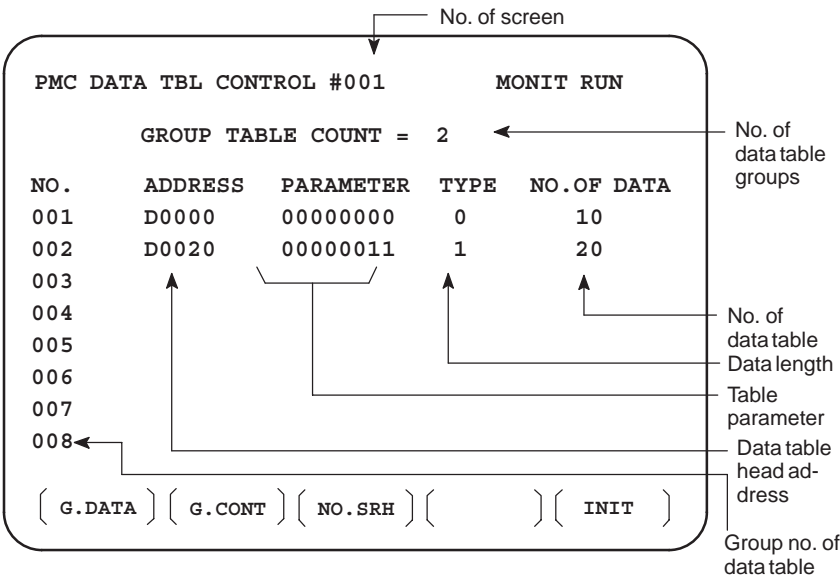 No. of screen
PMC DATA TBL CONTROL #001 MONIT RUN
GROUP TABLE COUNT = 2
No. of
data table
groups
NO. ADDRESS PARAMETER TYPE NO.OF DATA
001 D0000 00000000 0 10
002 D0020 00000011 1 20
003
004
005
006
007
008
No. of
data table
Data length
Table
parameter
Data table
head ad-
dress
G.DATA G.CONT NO.SRH INIT
Group no. of
data table